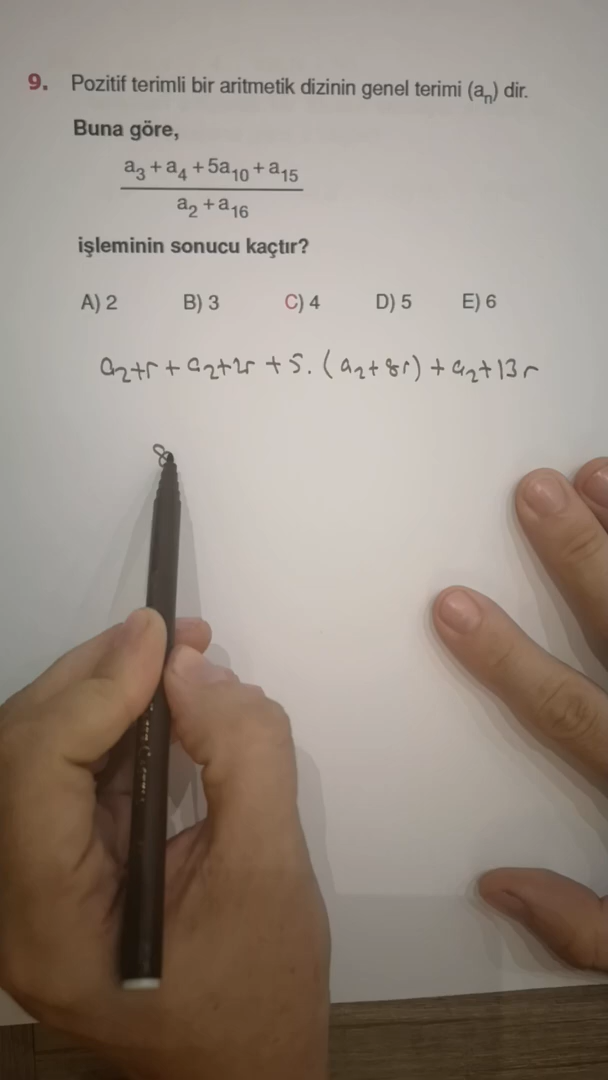 9. Pozitif terimli bir aritmetik dizinin genel terimi (aₙ) dir.
Buna göre,
a₃ + a₄ + 5a₁₀ + a₁₅
a₂ + a₁₆
işleminin sonucu kaçtır?
A) 2 B) 3 C) 4 D) 5 E) 6
a₂+r + a₂+2r + 5. (a₂+8r) + a₂+13r
8